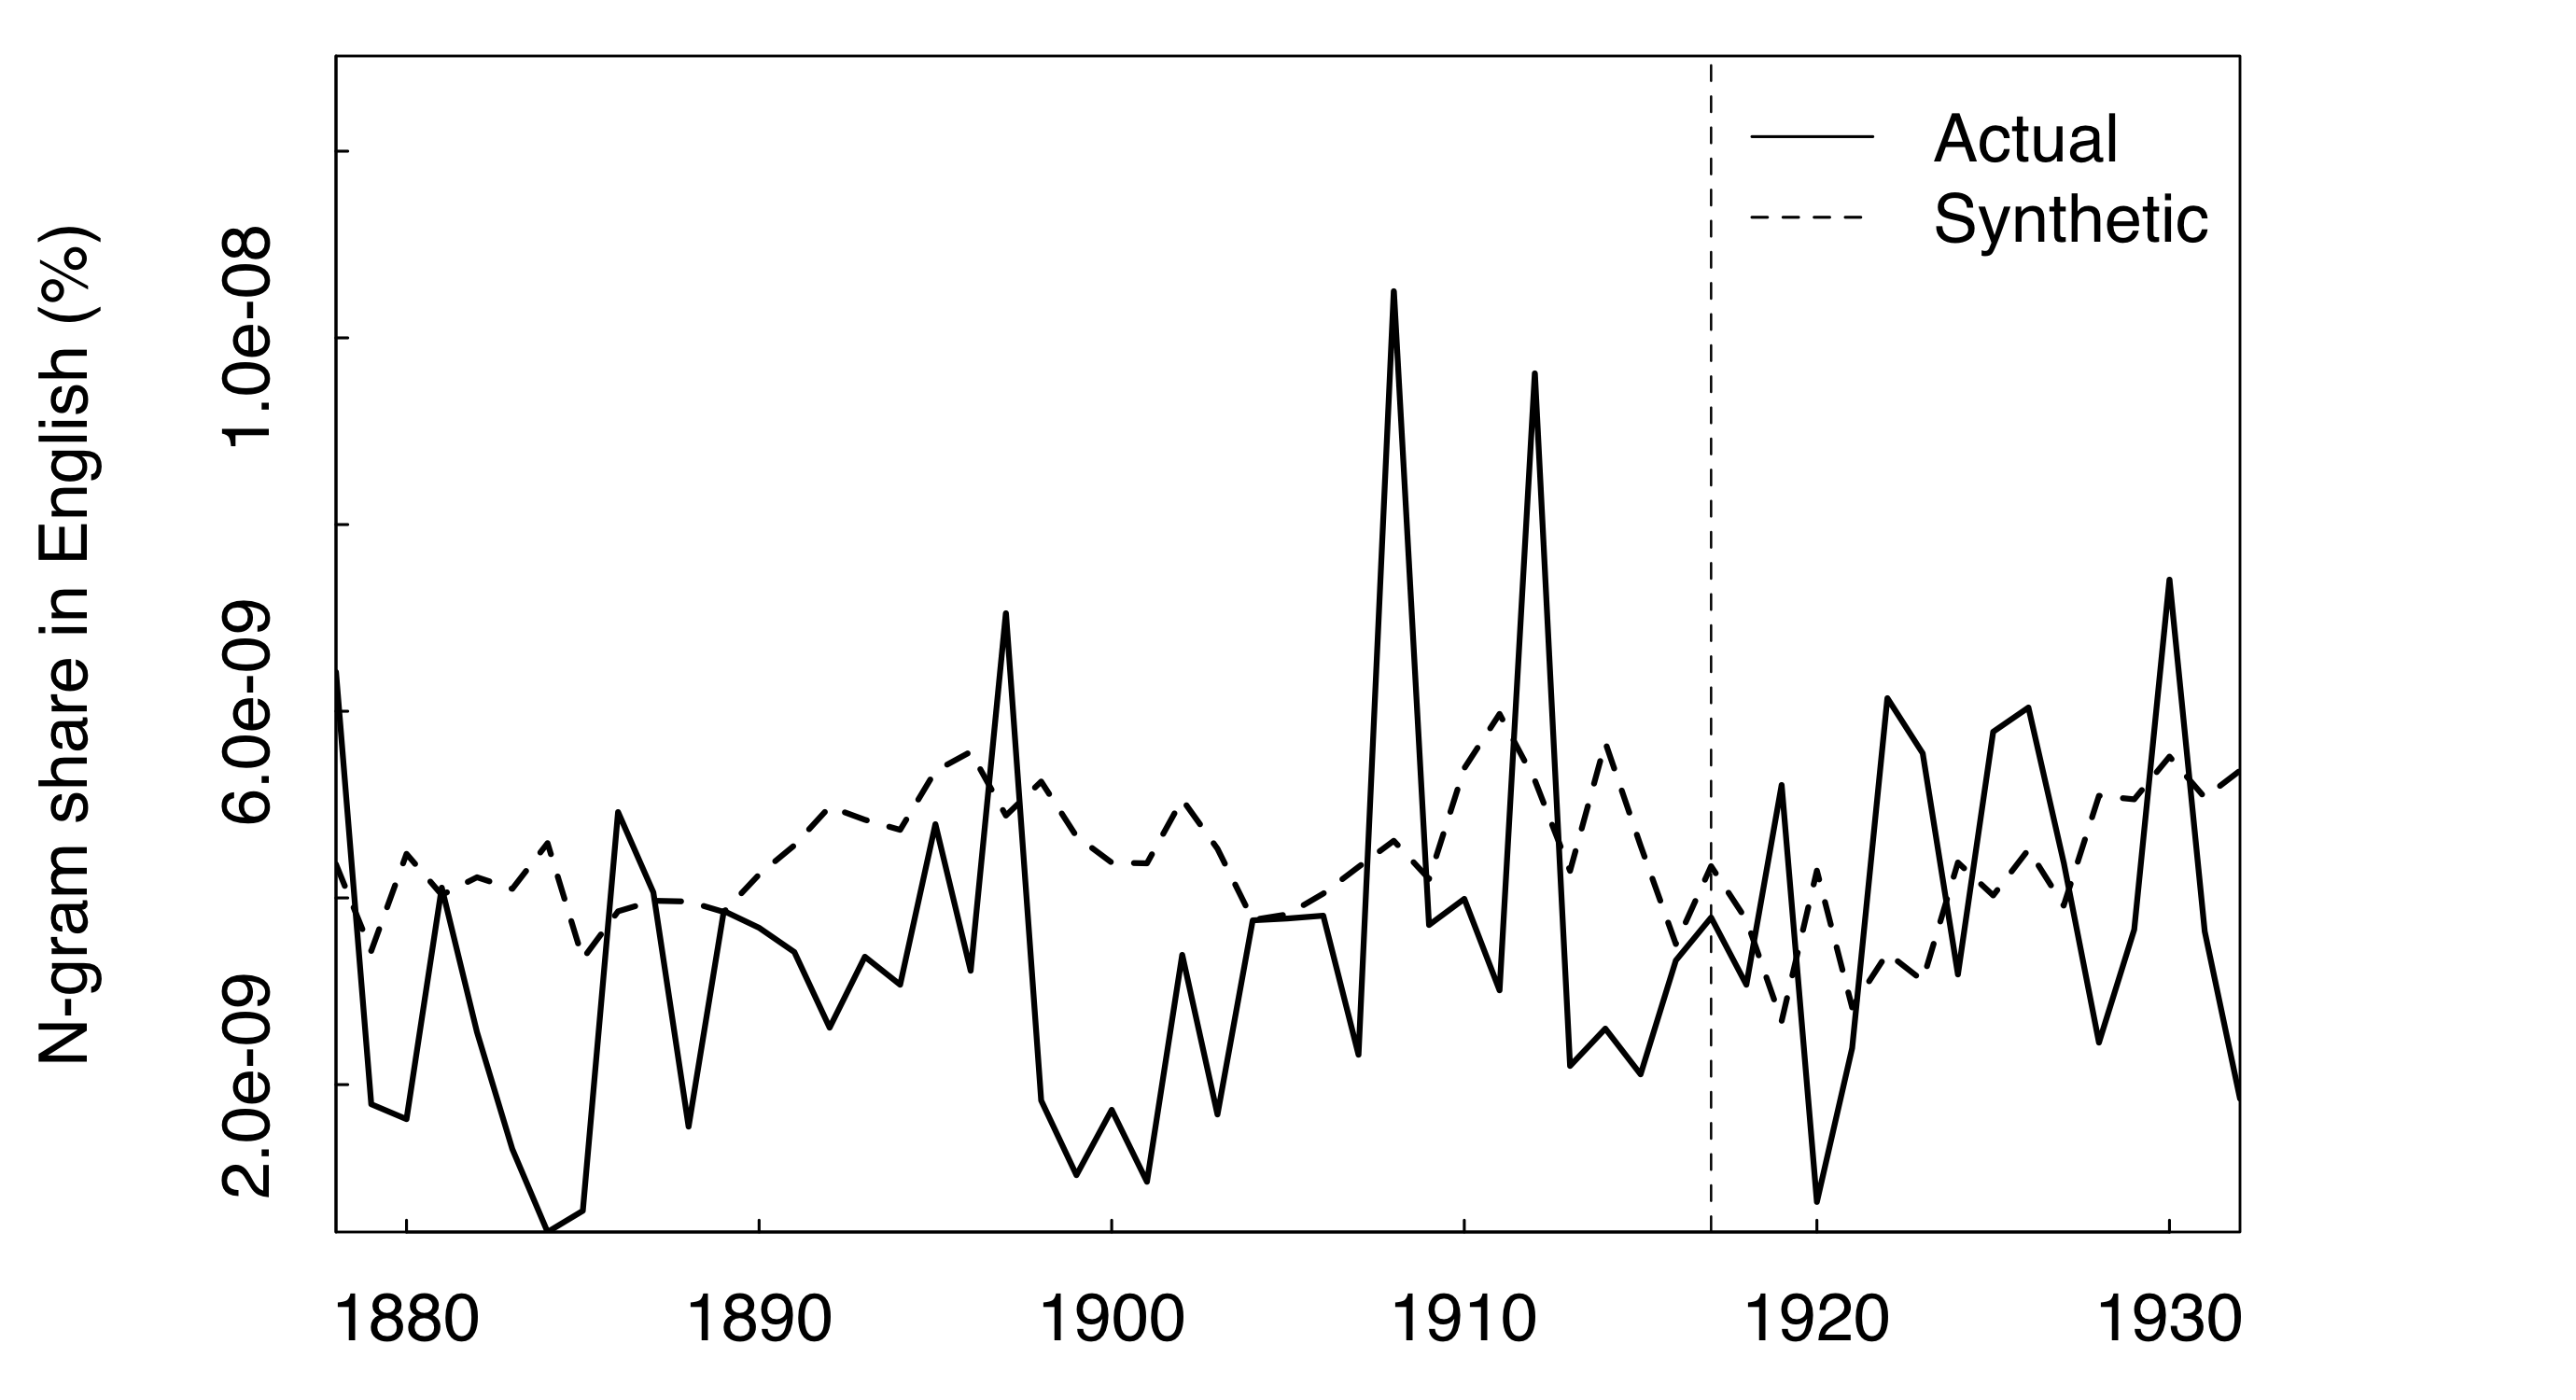 Actual
Synthetic
N-gram share in English (%)
1.0e-08
6.0e-09
2.0e-09
1880 1890 1900 1910 1920 1930